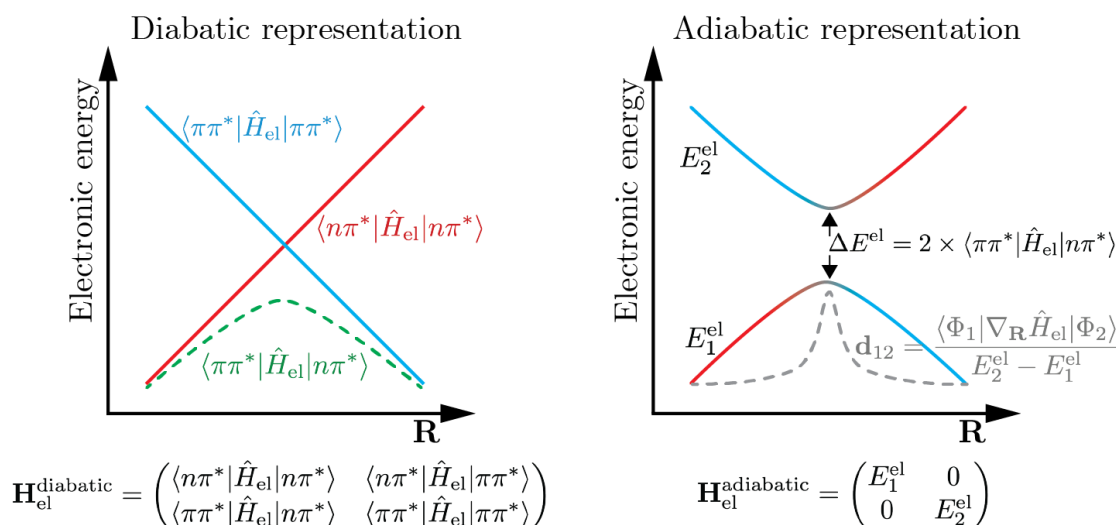 Diabatic representation
Electronic energy
⟨ππ*|Ĥ_el|ππ*⟩
⟨nπ*|Ĥ_el|nπ*⟩
⟨ππ*|Ĥ_el|nπ*⟩
R
H_el^diabatic = (⟨nπ*|Ĥ_el|nπ*⟩ ⟨nπ*|Ĥ_el|ππ*⟩
⟨ππ*|Ĥ_el|nπ*⟩ ⟨ππ*|Ĥ_el|ππ*⟩)
Adiabatic representation
Electronic energy
E_2^el
ΔE^el = 2 × ⟨ππ*|Ĥ_el|nπ*⟩
E_1^el
d_12 = ⟨Φ_1|∇_R Ĥ_el|Φ_2⟩ / E_2^el − E_1^el
R
H_el^adiabatic = (E_1^el 0
0 E_2^el)